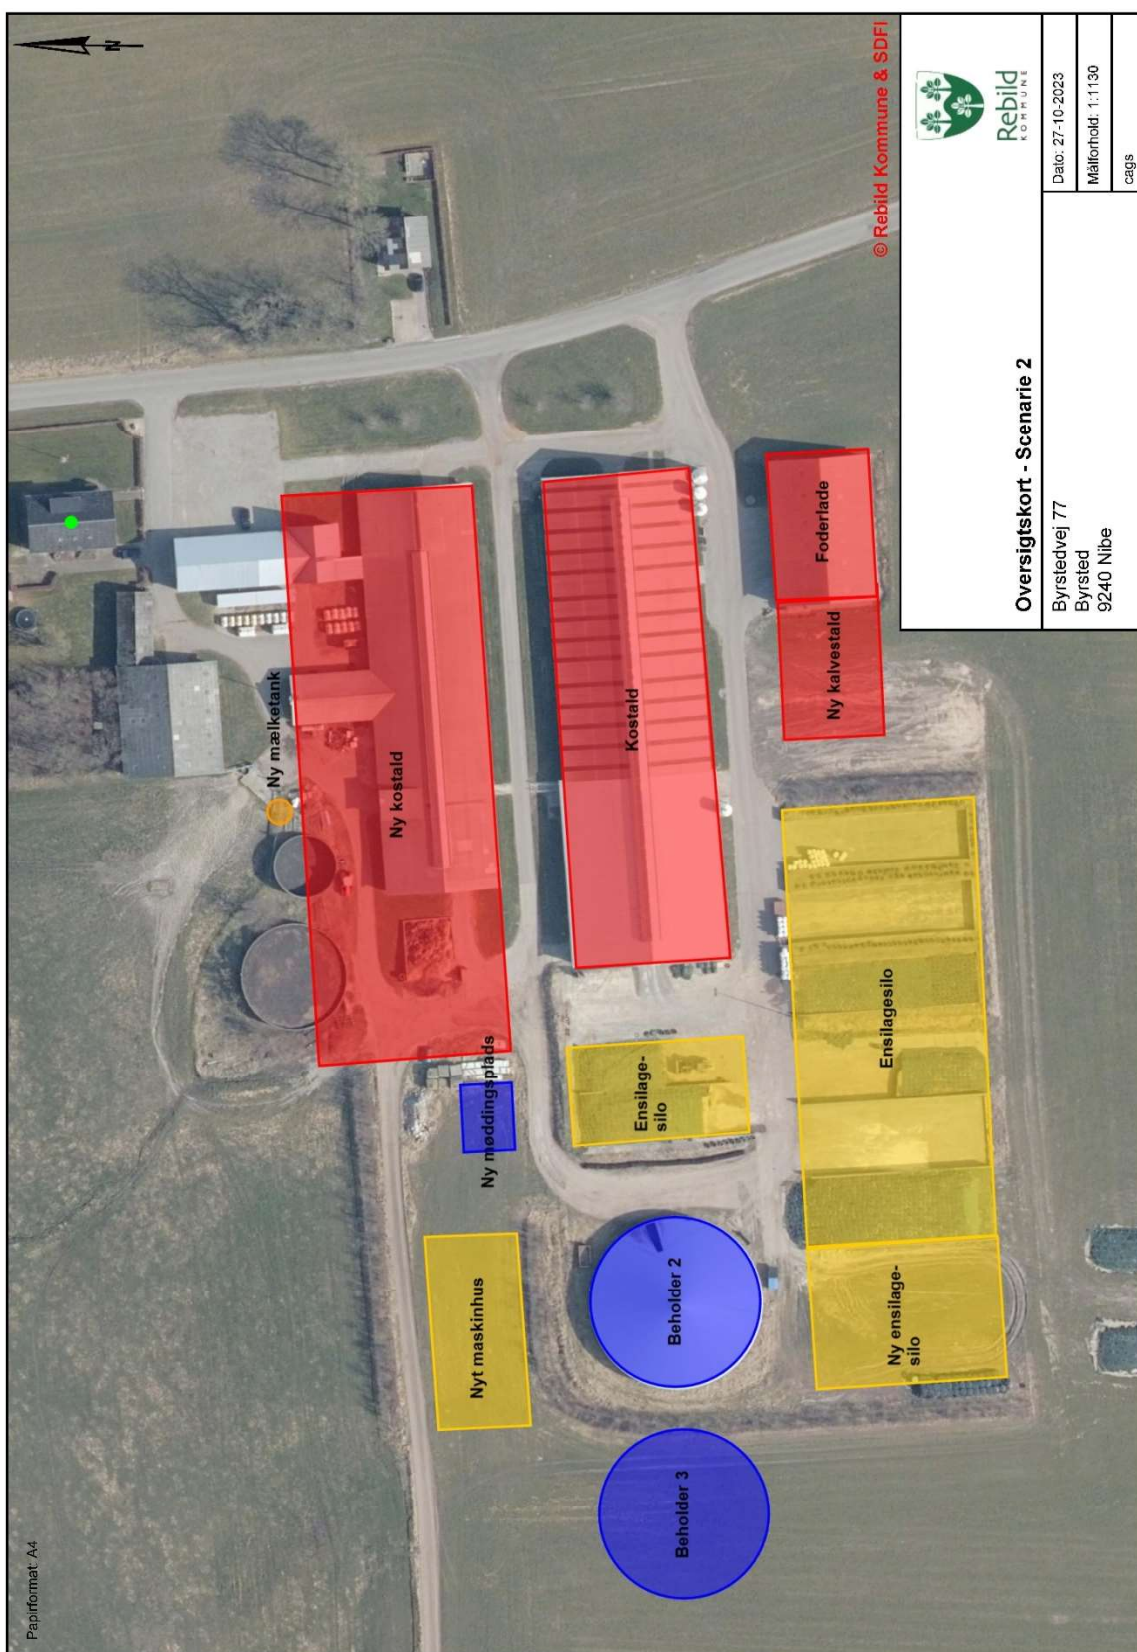 Papirformat: A4
N
Ny mælketank
Ny kostald
Ny møddingsplads
Nyt maskinhus
Kostald
Ensilage-
silo
Beholder 2
Beholder 3
Foderlade
Ny kalvestald
Ensilagesilo
Ny ensilage-
silo
© Rebild Kommune & SDFI
Rebild
KOMMUNE
Oversigtskort - Scenarie 2
Byrstedvej 77
Byrsted
9240 Nibe
Dato: 27-10-2023
Målforhold: 1:1130
cags